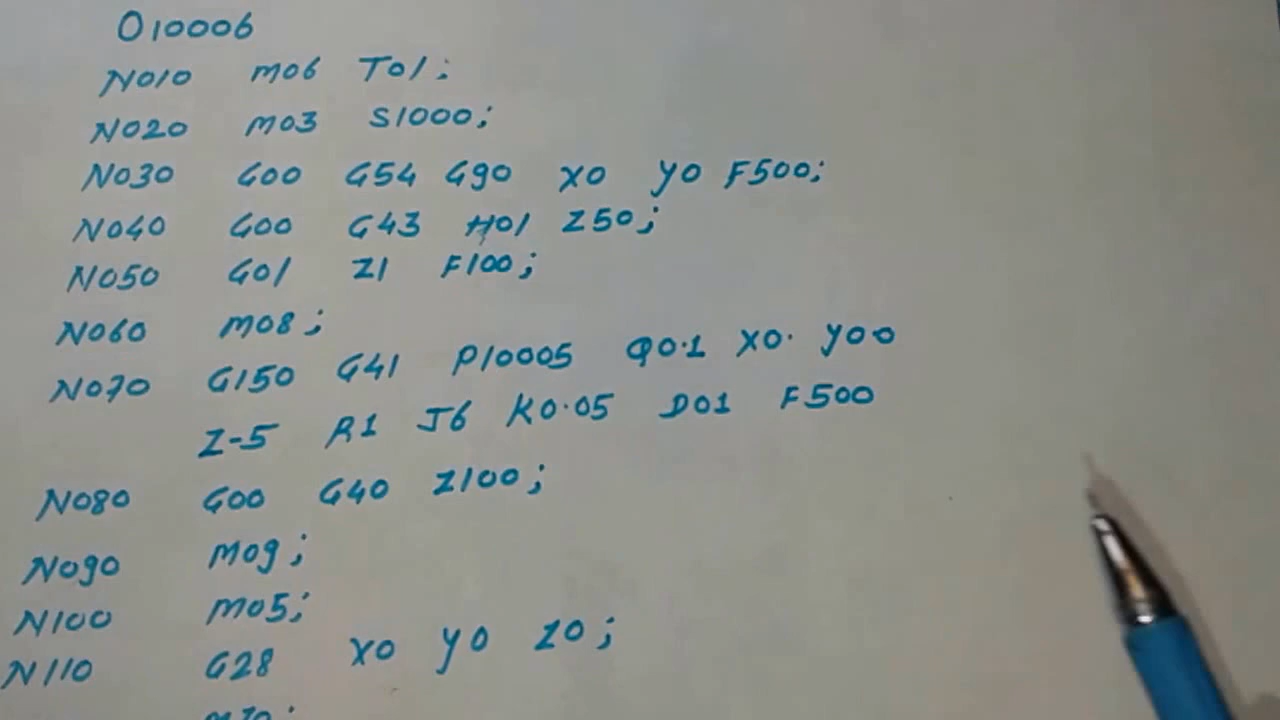 O10006
N010 M06 T01;
N020 M03 S1000;
N030 G00 G54 G90 X0 Y0 F500;
N040 G00 G43 H01 Z50;
N050 G01 Z1 F100;
N060 M08;
N070 G150 G41 P10005 Q0.1 X0. Y00
Z-5 R1 J6 K0.05 D01 F500
N080 G00 G40 Z100;
N090 M09;
N100 M05;
N110 G28 X0 Y0 Z0;